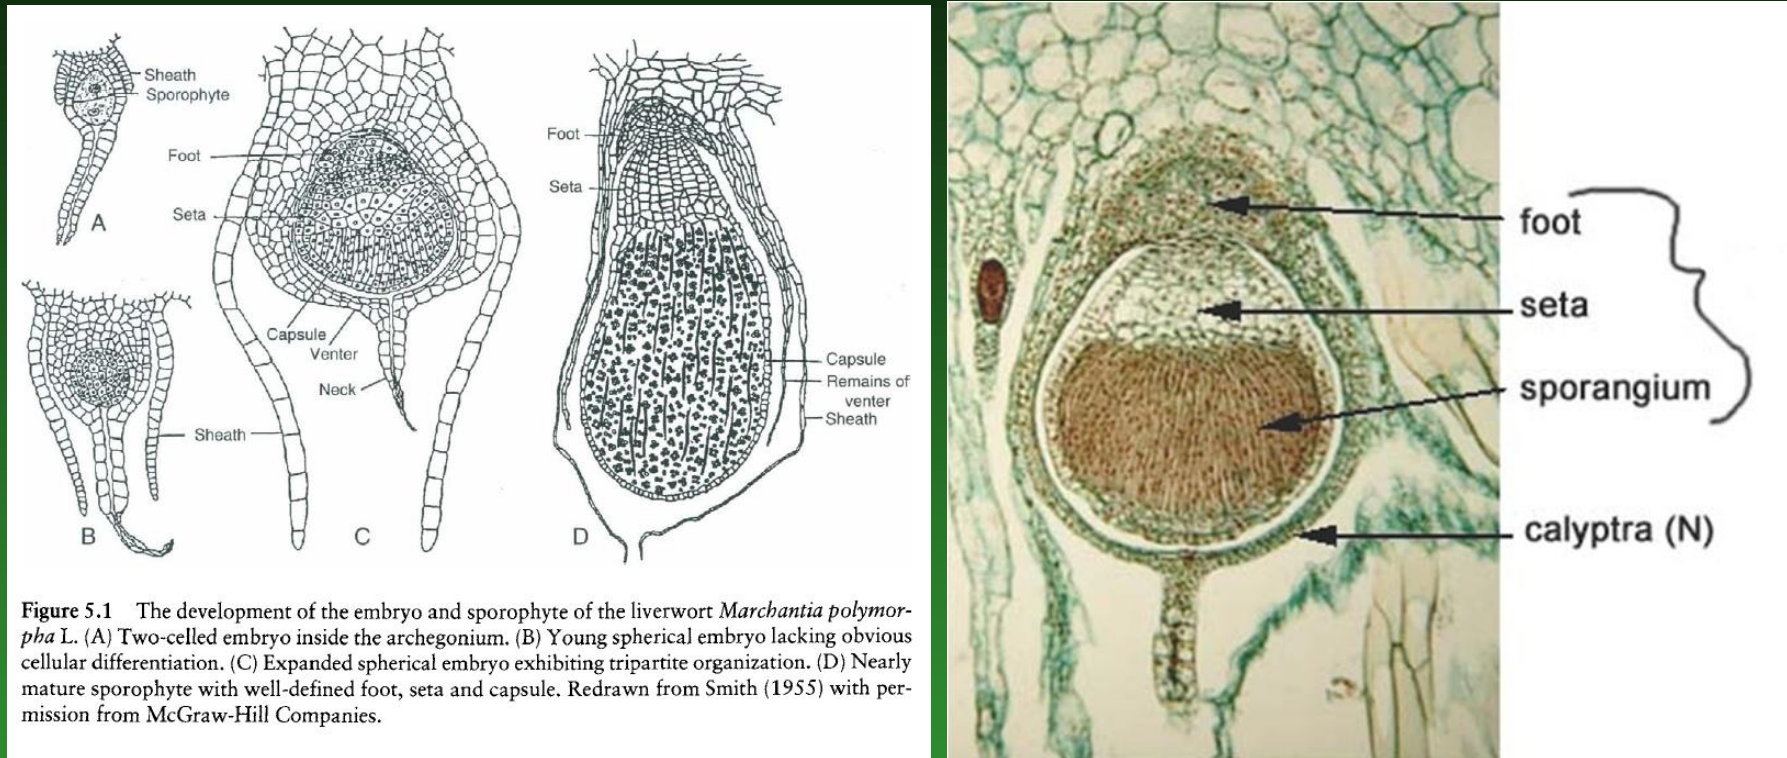 Sheath
Sporophyte
Foot
Seta
A
Capsule
Venter
Neck
Sheath
B
C
Foot
Seta
Capsule
Remains of
venter
Sheath
D
Figure 5.1 The development of the embryo and sporophyte of the liverwort Marchantia polymor-
pha L. (A) Two-celled embryo inside the archegonium. (B) Young spherical embryo lacking obvious
cellular differentiation. (C) Expanded spherical embryo exhibiting tripartite organization. (D) Nearly
mature sporophyte with well-defined foot, seta and capsule. Redrawn from Smith (1955) with per-
mission from McGraw-Hill Companies.
foot
seta
sporangium
calyptra (N)